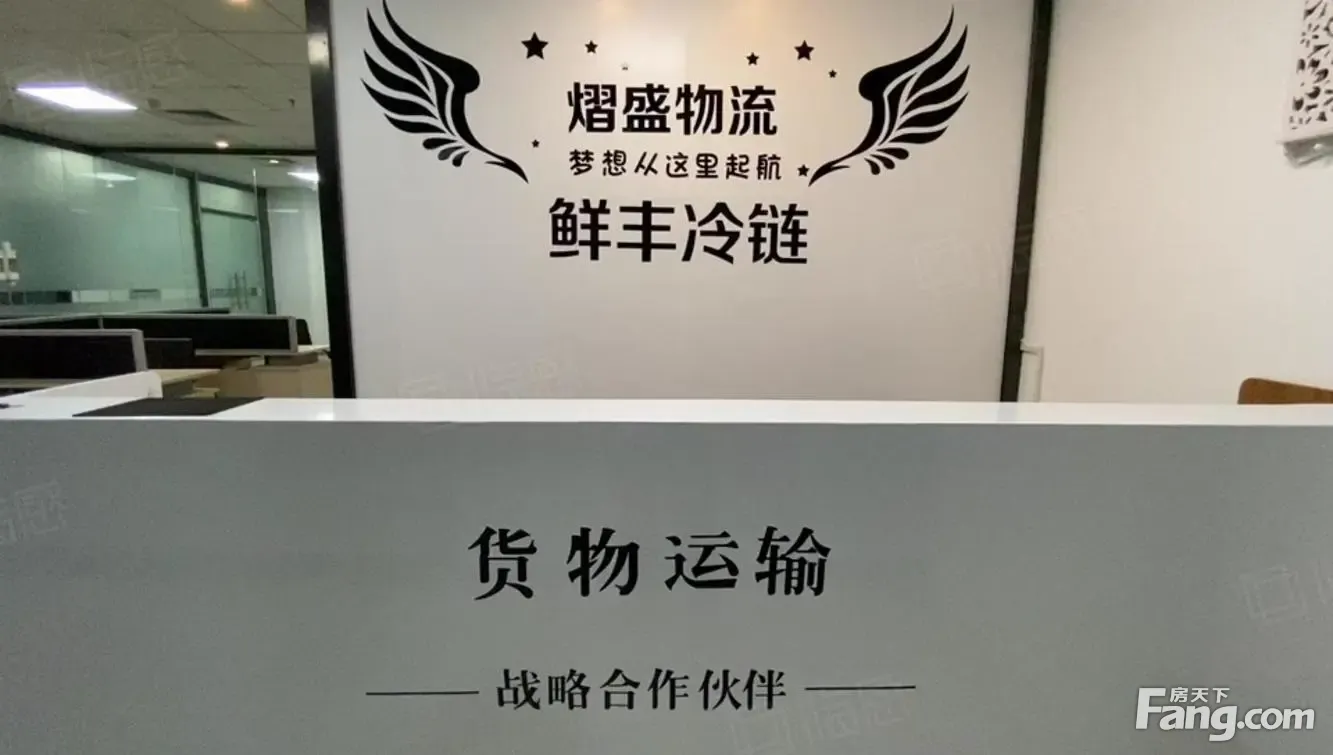 熠盛物流
梦想从这里起航
鲜丰冷链
货物运输
战略合作伙伴
房天下
Fang.com